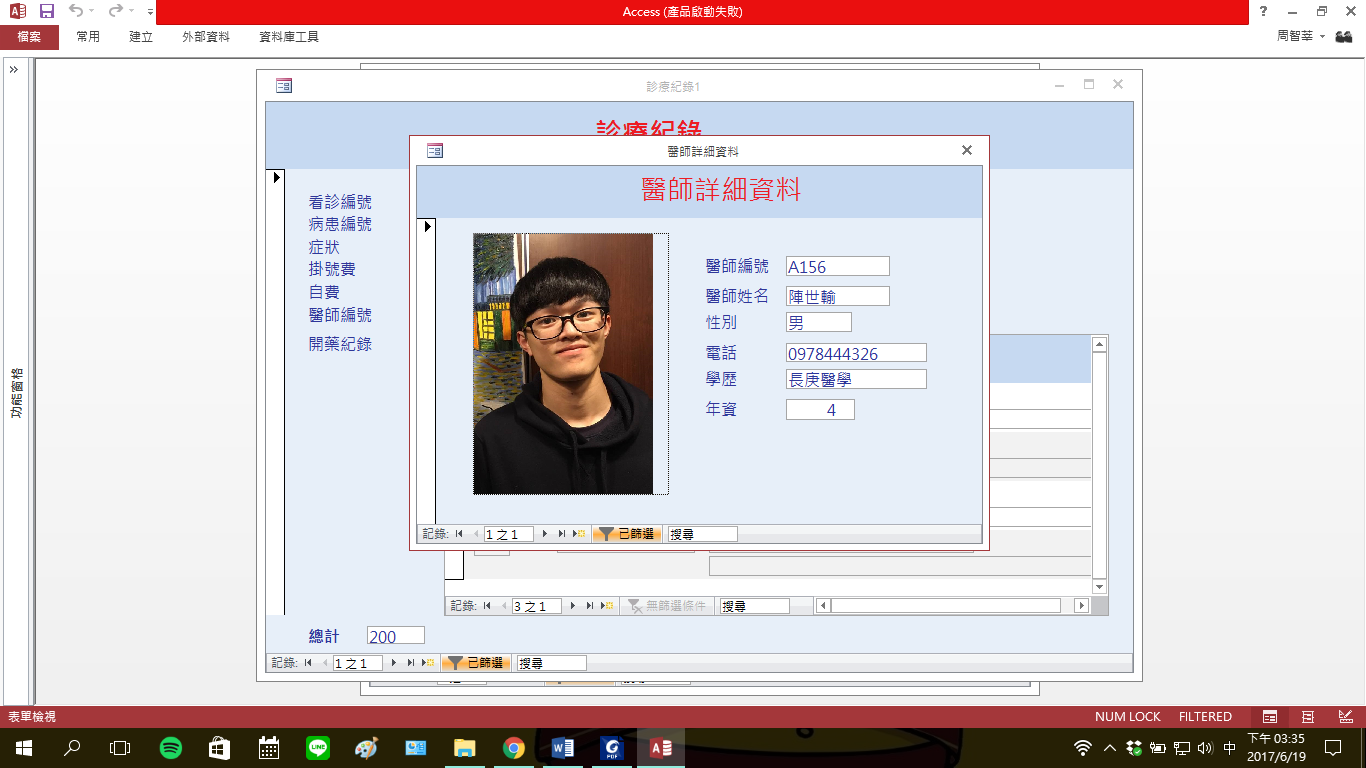 Access (產品啟動失敗)
檔案 常用 建立 外部資料 資料庫工具
周智莘
診療紀錄1
診療紀錄
醫師詳細資料
醫師詳細資料
看診編號
病患編號
症狀
掛號費
自費
醫師編號
開藥紀錄
功能窗格
醫師編號 A156
醫師姓名 陣世輸
性別 男
電話 0978444326
學歷 長庚醫學
年資 4
記錄: 1 之 1 已篩選 搜尋
記錄: 3 之 1 無篩選條件 搜尋
總計 200
記錄: 1 之 1 已篩選 搜尋
表單檢視 NUM LOCK FILTERED
LINE
PDF
中
下午 03:35
2017/6/19